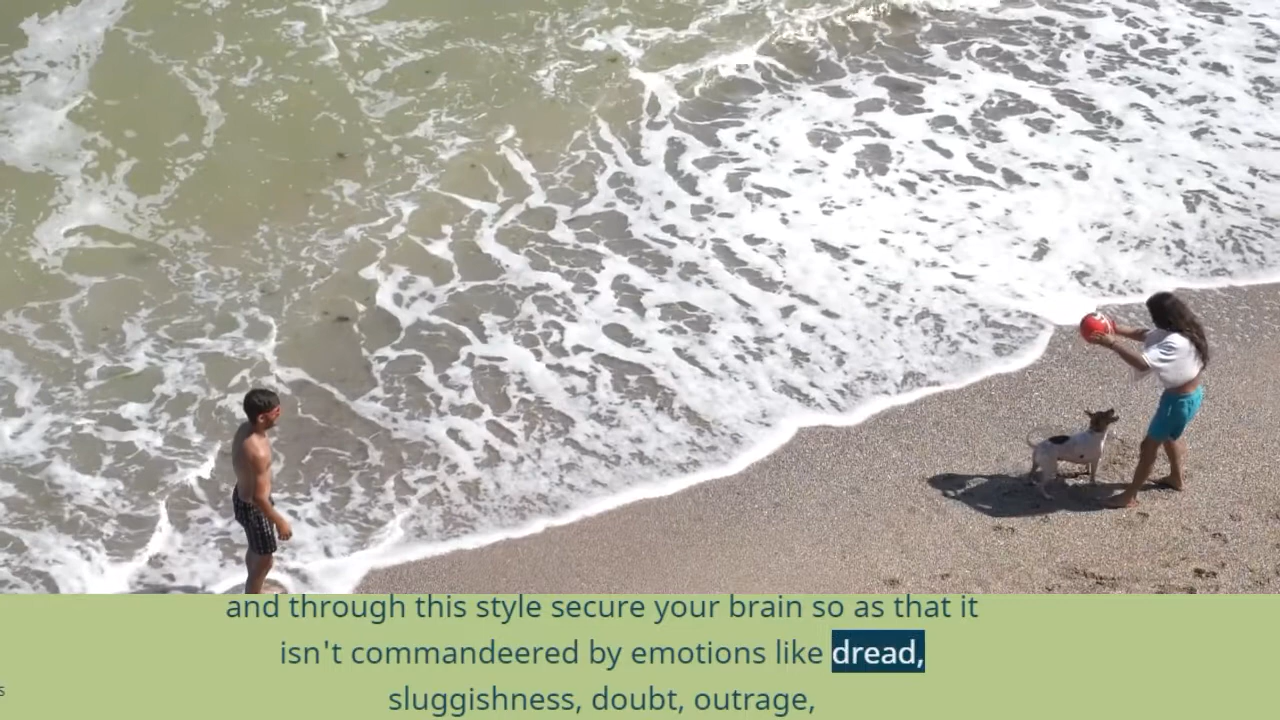 and through this style secure your brain so as that it
isn't commandeered by emotions like dread,
s
sluggishness, doubt, outrage,